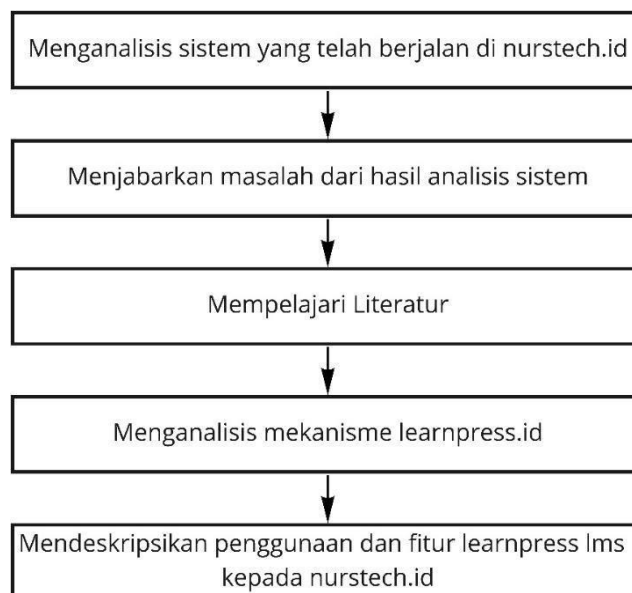 Menganalisis sistem yang telah berjalan di nurstech.id
Menjabarkan masalah dari hasil analisis sistem
Mempelajari Literatur
Menganalisis mekanisme learnpress.id
Mendeskripsikan penggunaan dan fitur learnpress lms
kepada nurstech.id